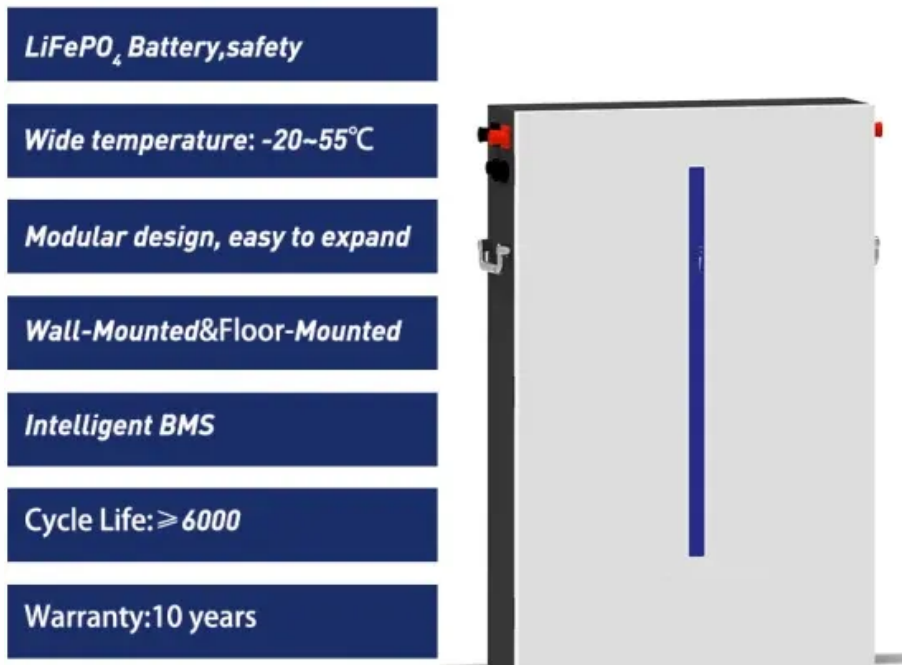 LiFePO₄ Battery,safety
Wide temperature: -20~55℃
Modular design, easy to expand
Wall-Mounted&Floor-Mounted
Intelligent BMS
Cycle Life:≥6000
Warranty:10 years